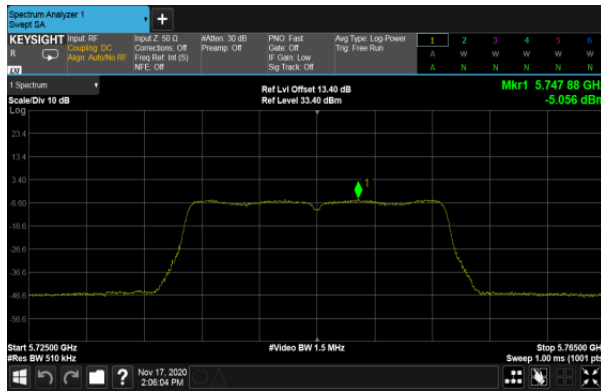 Spectrum Analyzer 1
Swept SA
+
KEYSIGHT Input: RF Input Z: 50 Ω #Atten: 30 dB PNO: Fast Avg Type: Log-Power 1 2 3 4 5 6
R Coupling: DC Corrections: Off Preamp: Off Gate: Off Trig: Free Run A W W W W W
Align: Auto/No RF Freq Ref: Int (S) IF Gain: Low
LXI NFE: Off Sig Track: Off A N N N N N
1 Spectrum Ref Lvl Offset 13.40 dB Mkr1 5.747 88 GH
Scale/Div 10 dB Ref Level 33.40 dBm -5.056 dBm
Log
23.4
13.4
3.40
1
-6.60
-16.6
-26.6
-36.6
-46.6
-56.6
Start 5.72500 GHz #Video BW 1.5 MHz Stop 5.76500 GHz
#Res BW 510 kHz Sweep 1.00 ms (1001 pts
? Nov 17, 2020
2:06:04 PM